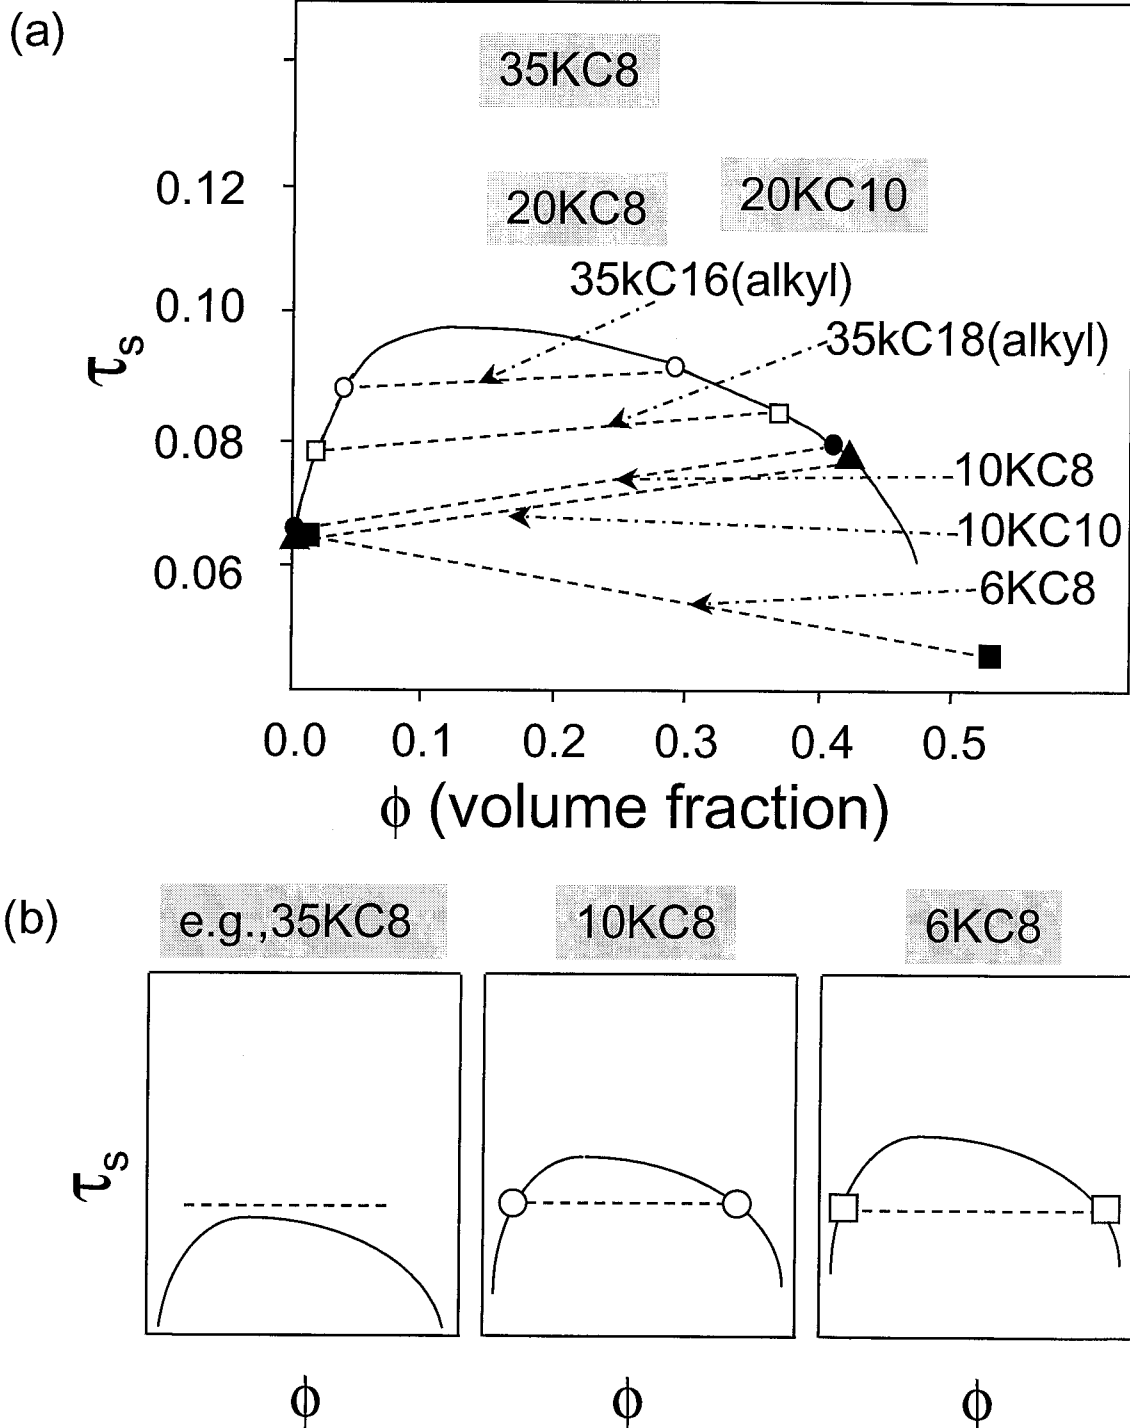 (a)
35KC8
0.12
20KC8
20KC10
35kC16(alkyl)
0.10
35kC18(alkyl)
τs
0.08
10KC8
10KC10
0.06
6KC8
0.0 0.1 0.2 0.3 0.4 0.5
ϕ (volume fraction)
(b)
e.g.,35KC8
10KC8
6KC8
τs
ϕ ϕ ϕ